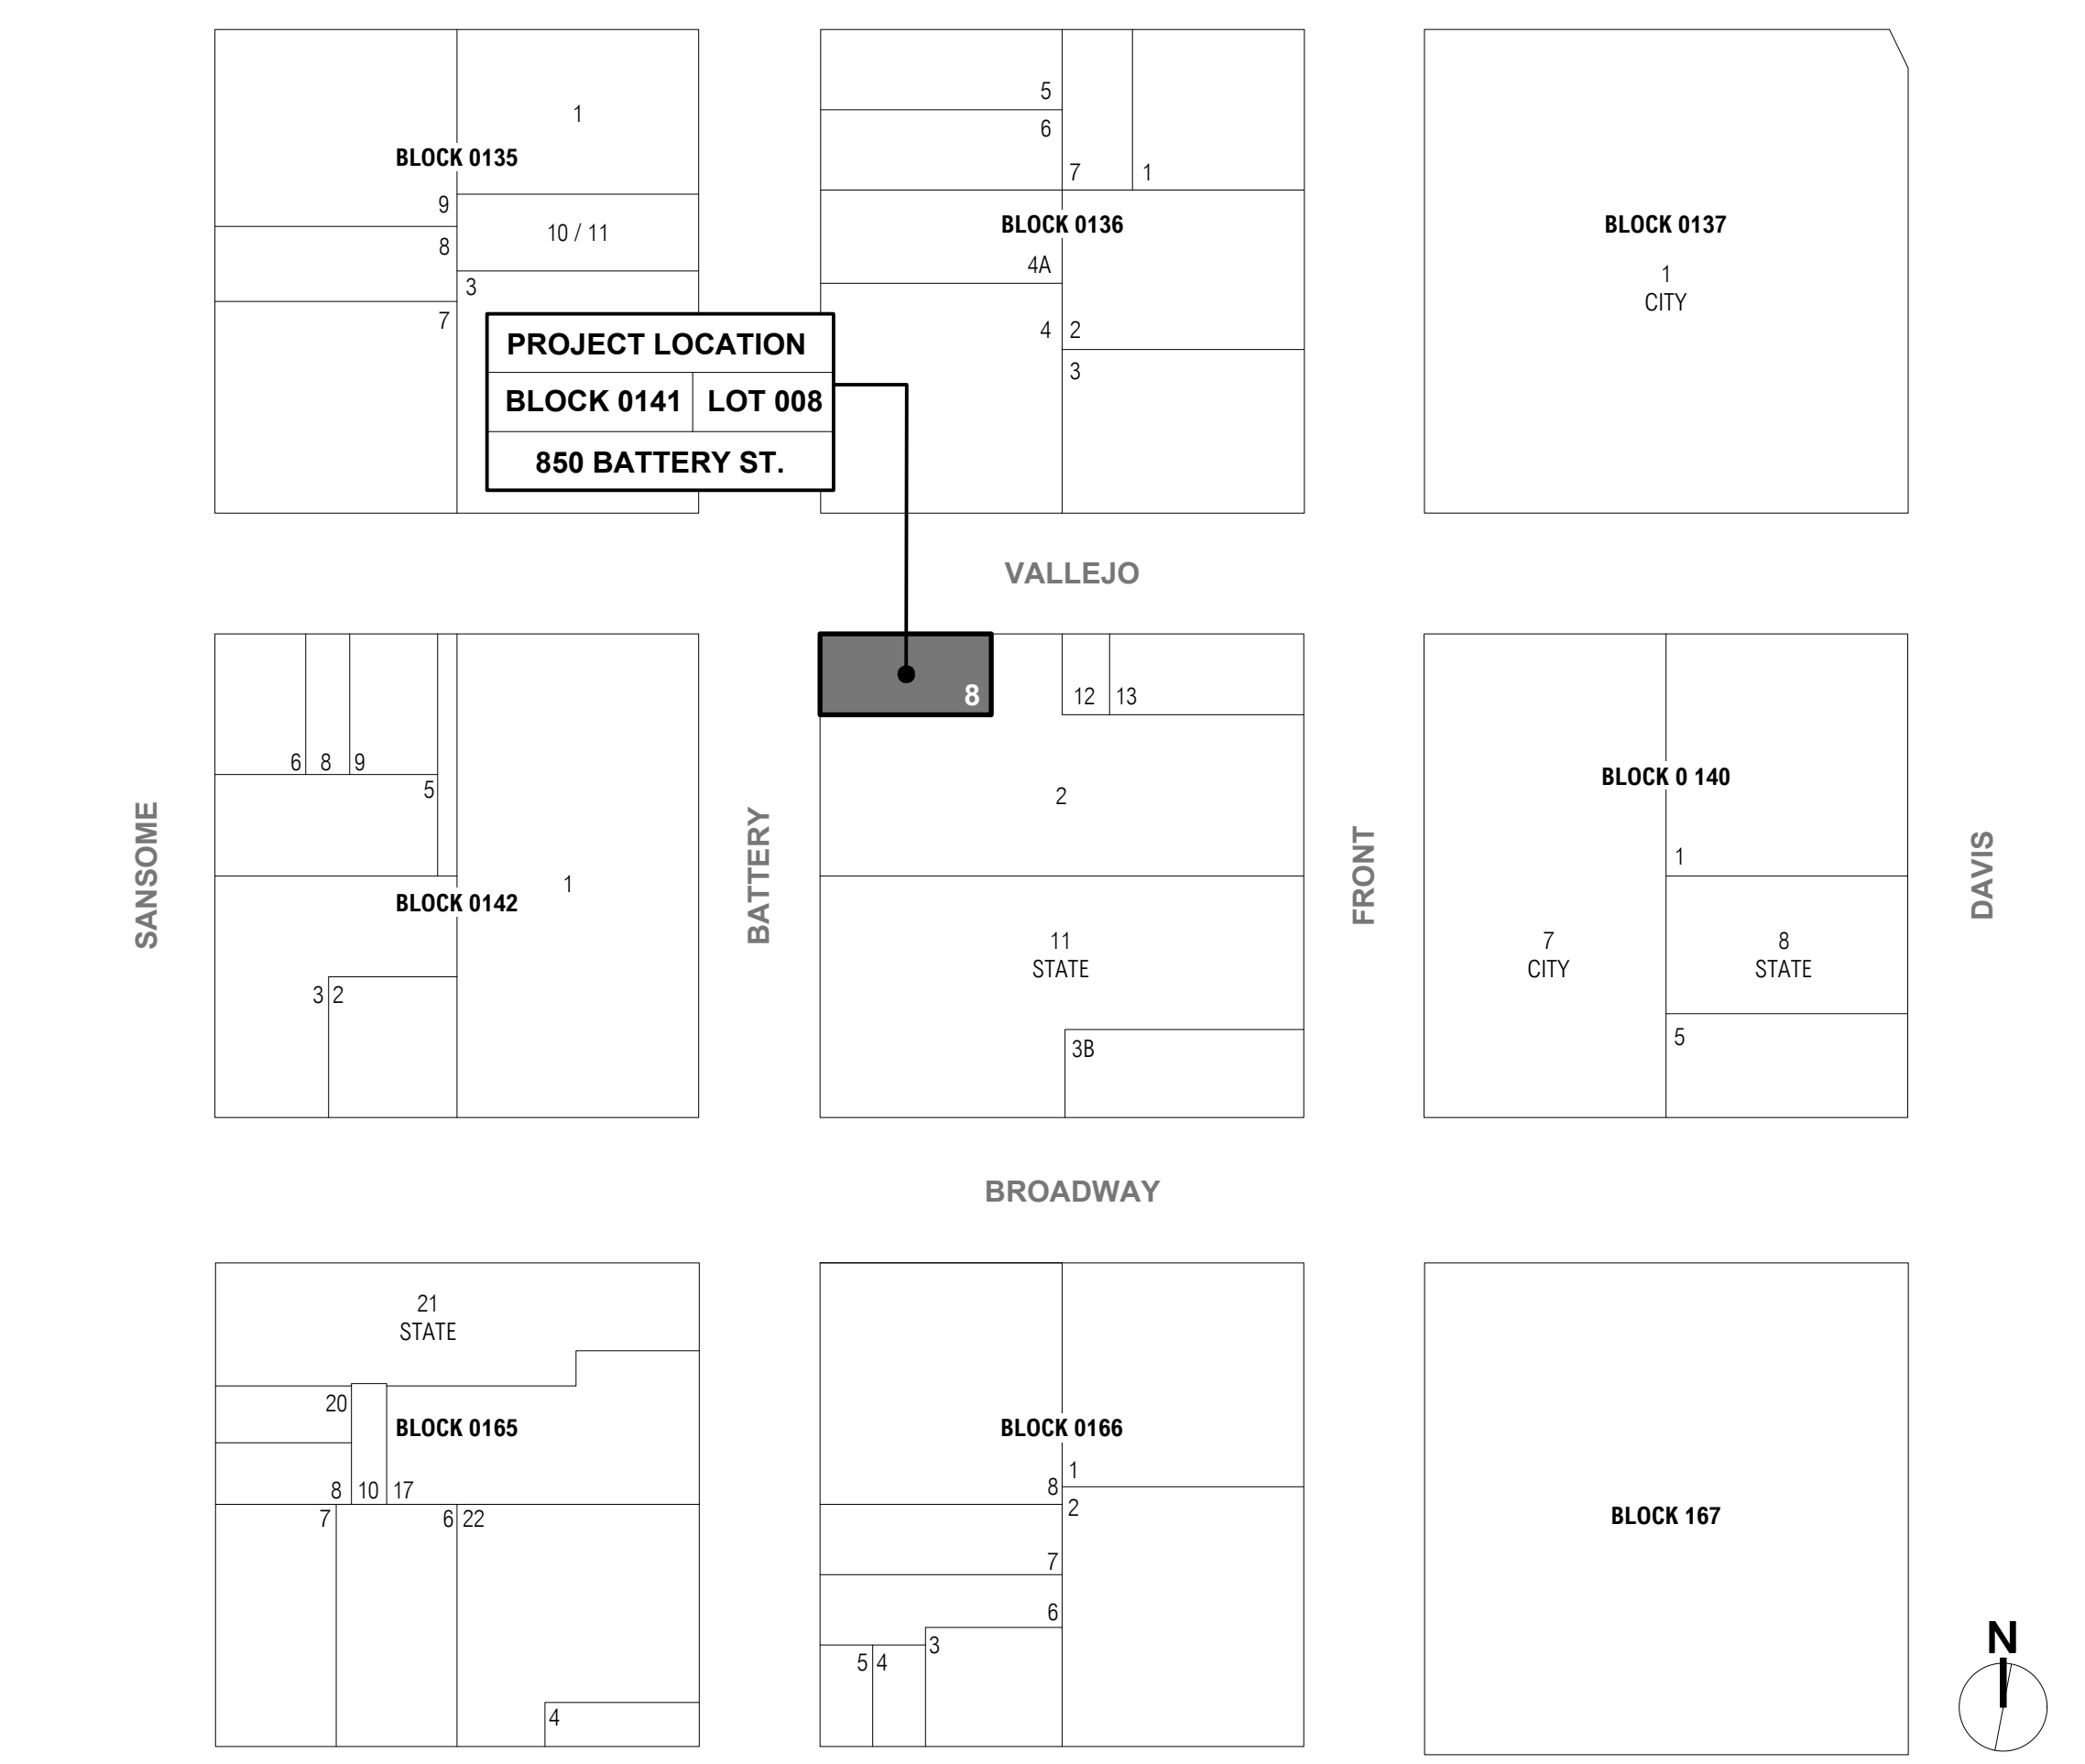 1
BLOCK 0135
9
10 / 11
8
3
7
5
6
7
1
BLOCK 0136
4A
4
2
3
BLOCK 0137
1
CITY
PROJECT LOCATION
BLOCK 0141
LOT 008
850 BATTERY ST.
VALLEJO
6
8
9
5
BLOCK 0142
1
3
2
8
12
13
2
11
STATE
3B
BLOCK 0 140
1
7
CITY
8
STATE
5
SANSOME
BATTERY
FRONT
DAVIS
BROADWAY
21
STATE
20
BLOCK 0165
8
10
17
7
6
22
4
BLOCK 0166
1
8
2
7
6
3
5
4
BLOCK 167
N